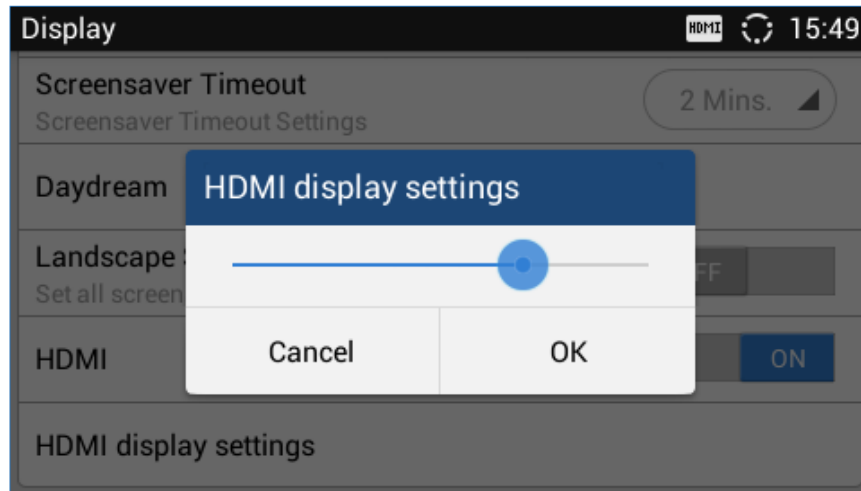 Display HDMI 15:49
Screensaver Timeout
Screensaver Timeout Settings
2 Mins.
Daydream
HDMI display settings
Landscape
Set all screen
FF
Cancel OK
HDMI ON
HDMI display settings